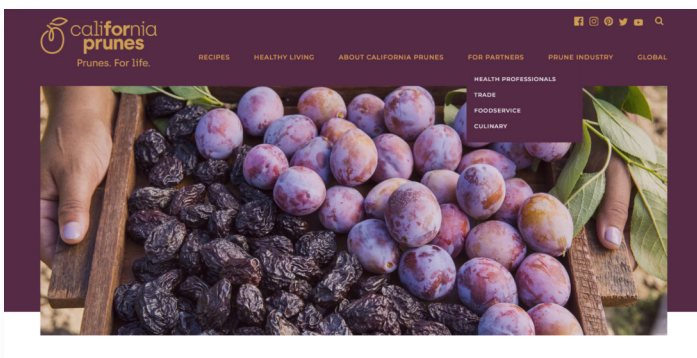 california
prunes
Prunes. For life.
RECIPES
HEALTHY LIVING
ABOUT CALIFORNIA PRUNES
FOR PARTNERS
PRUNE INDUSTRY
GLOBAL
HEALTH PROFESSIONALS
TRADE
FOODSERVICE
CULINARY